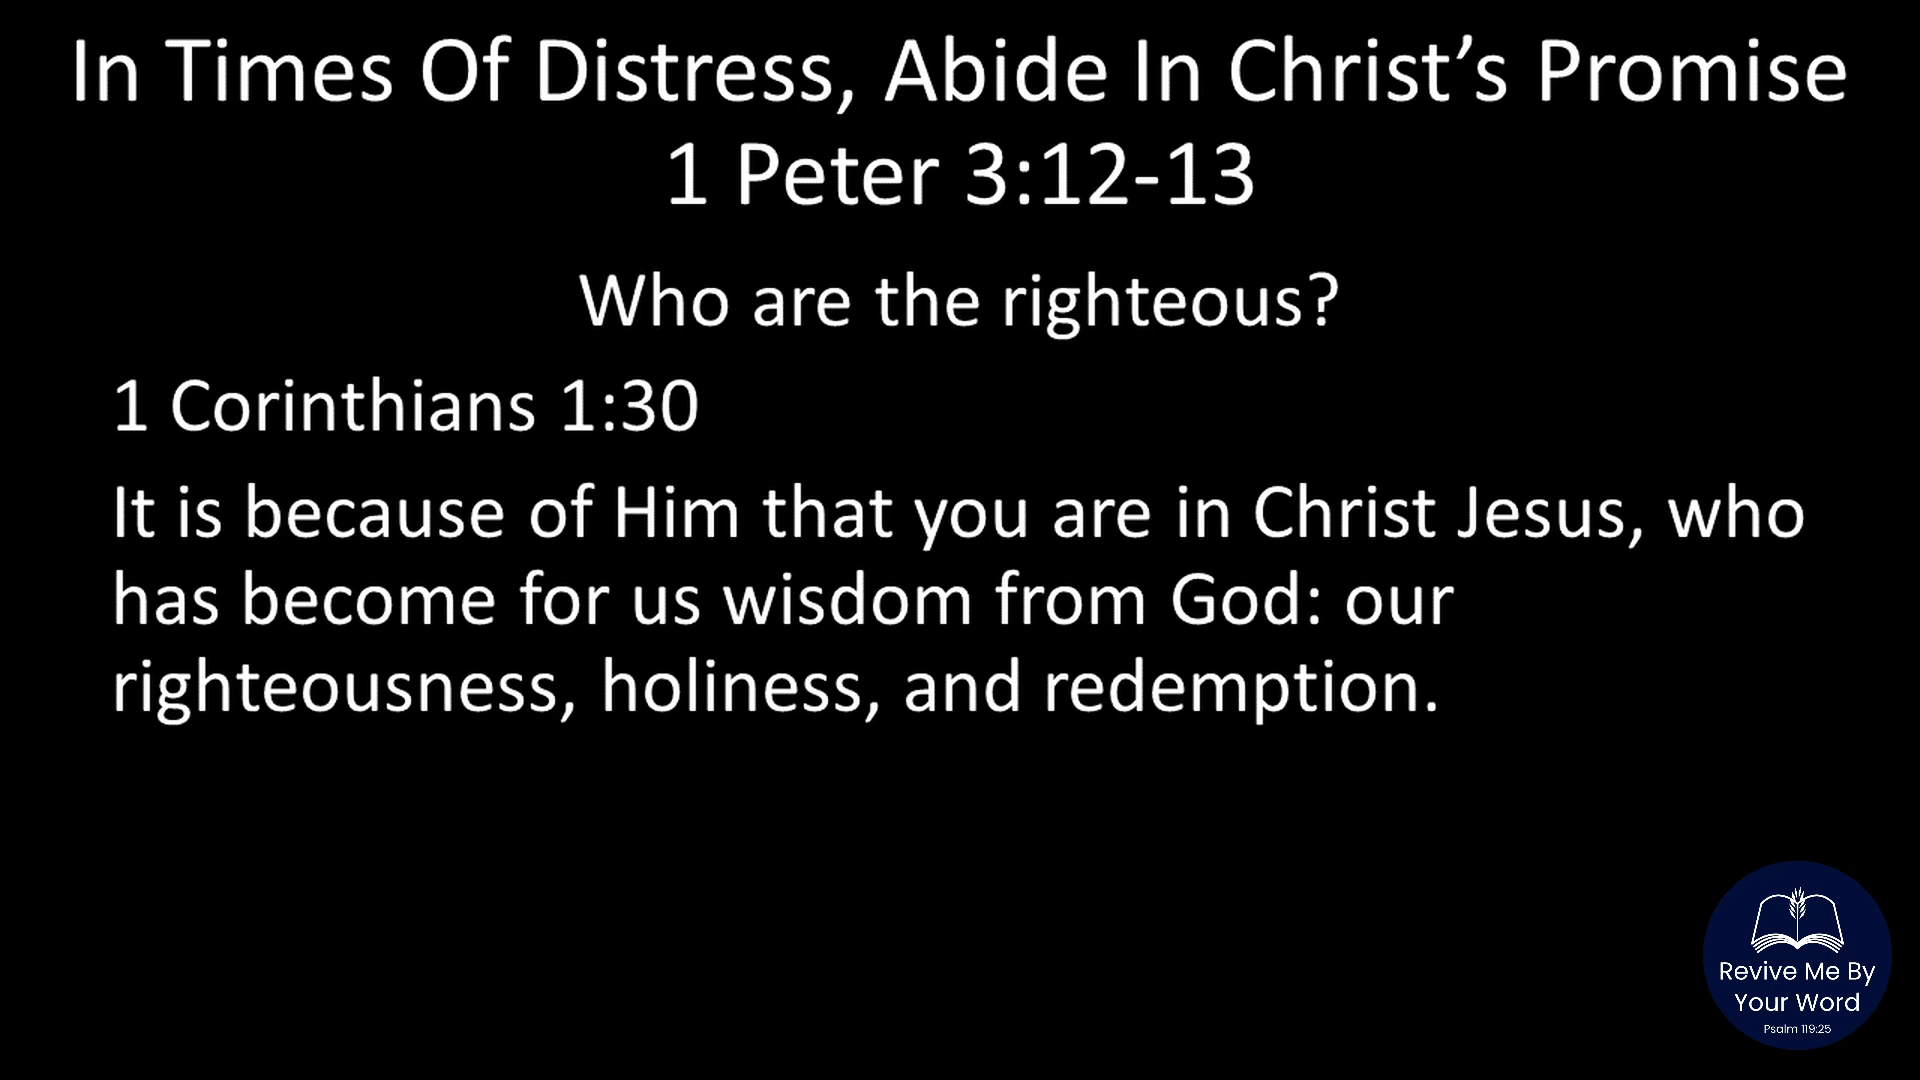 In Times Of Distress, Abide In Christ’s Promise
1 Peter 3:12-13
Who are the righteous?
1 Corinthians 1:30
It is because of Him that you are in Christ Jesus, who
has become for us wisdom from God: our
righteousness, holiness, and redemption.
Revive Me By
Your Word
Psalm 119:25